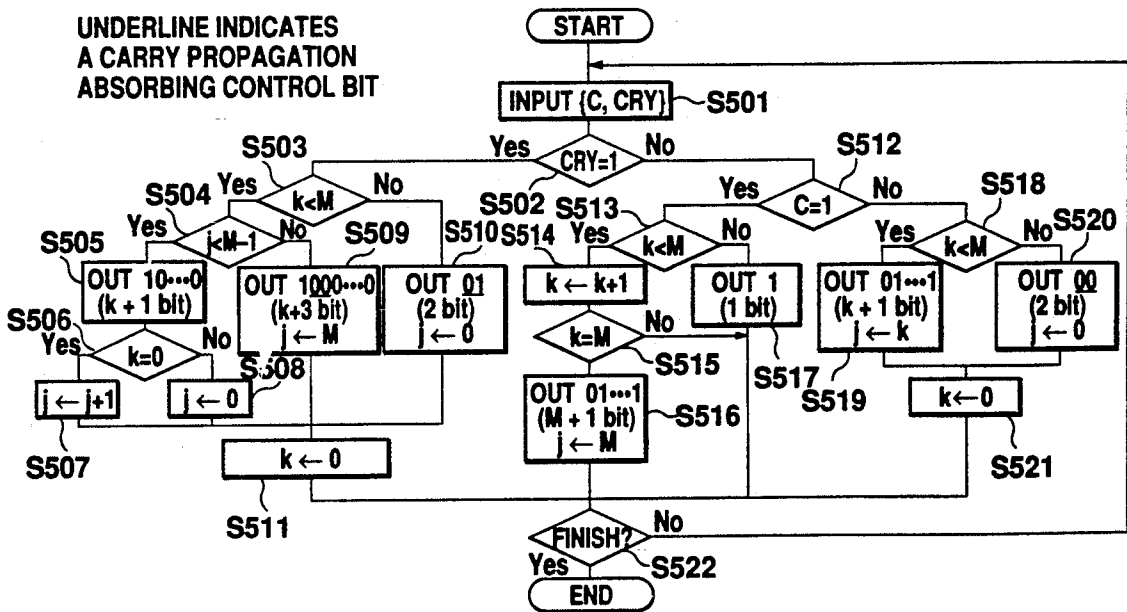 UNDERLINE INDICATES
A CARRY PROPAGATION
ABSORBING CONTROL BIT
START
INPUT {C, CRY}
S501
Yes
CRY=1
No
S502
S503
Yes
k<M
No
S504
Yes
j<M-1
No
S505
OUT 10···0
(k + 1 bit)
S506
Yes
k=0
No
j ← j+1
S507
j ← 0
S508
S509
OUT 1000···0
(k+3 bit)
j ← M
S510
OUT 01
(2 bit)
j ← 0
k ← 0
S511
S512
Yes
C=1
No
S513
Yes
k<M
No
S514
k ← k+1
k=M
No
S515
OUT 01···1
(M + 1 bit)
j ← M
S516
OUT 1
(1 bit)
S517
S518
Yes
k<M
No
OUT 01···1
(k + 1 bit)
j ← k
S519
S520
OUT 00
(2 bit)
j ← 0
k←0
S521
FINISH?
No
Yes
S522
END